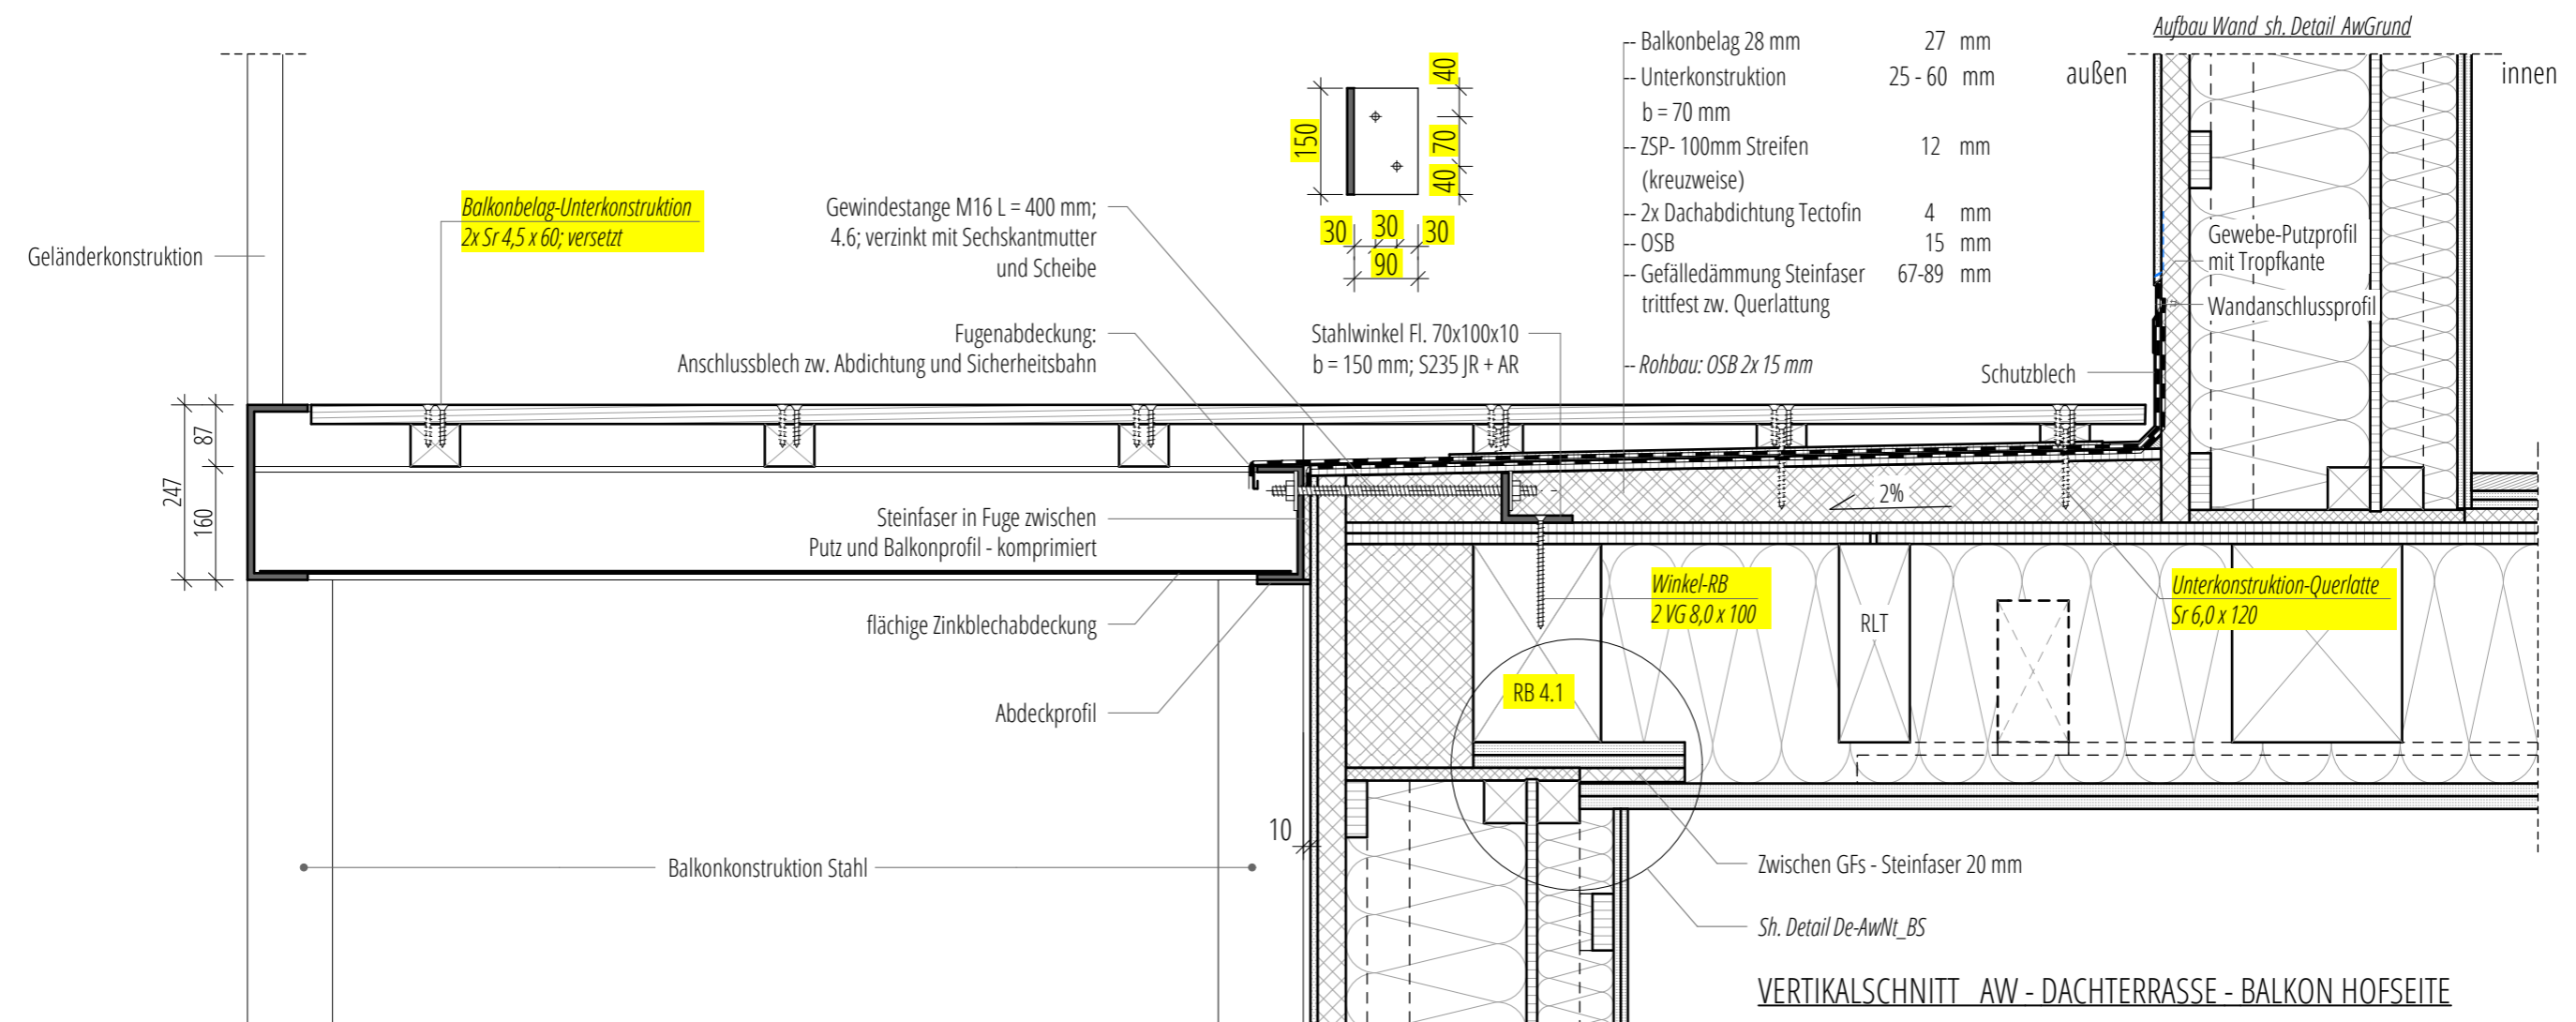 Aufbau Wand sh. Detail AwGrund
außen
innen
Balkonbelag 28 mm 27 mm
Unterkonstruktion 25 - 60 mm
b = 70 mm
ZSP- 100mm Streifen 12 mm
(kreuzweise)
2x Dachabdichtung Tectofin 4 mm
OSB 15 mm
Gefälledämmung Steinfaser 67-89 mm
trittfest zw. Querlattung
Rohbau: OSB 2x 15 mm
40
150
70
40
30 30 30
90
Balkonbelag-Unterkonstruktion
2x Sr 4,5 x 60; versetzt
Geländerkonstruktion
Gewindestange M16 L = 400 mm;
4.6; verzinkt mit Sechskantmutter
und Scheibe
Fugenabdeckung:
Anschlussblech zw. Abdichtung und Sicherheitsbahn
Stahlwinkel Fl. 70x100x10
b = 150 mm; S235 JR + AR
Gewebe-Putzprofil
mit Tropfkante
Wandanschlussprofil
Schutzblech
87
247
160
2%
Steinfaser in Fuge zwischen
Putz und Balkonprofil - komprimiert
flächige Zinkblechabdeckung
Abdeckprofil
Winkel-RB
2 VG 8,0 x 100
RLT
Unterkonstruktion-Querlatte
Sr 6,0 x 120
RB 4.1
10
Balkonkonstruktion Stahl
Zwischen GFs - Steinfaser 20 mm
Sh. Detail De-AwNt_BS
VERTIKALSCHNITT AW - DACHTERRASSE - BALKON HOFSEITE